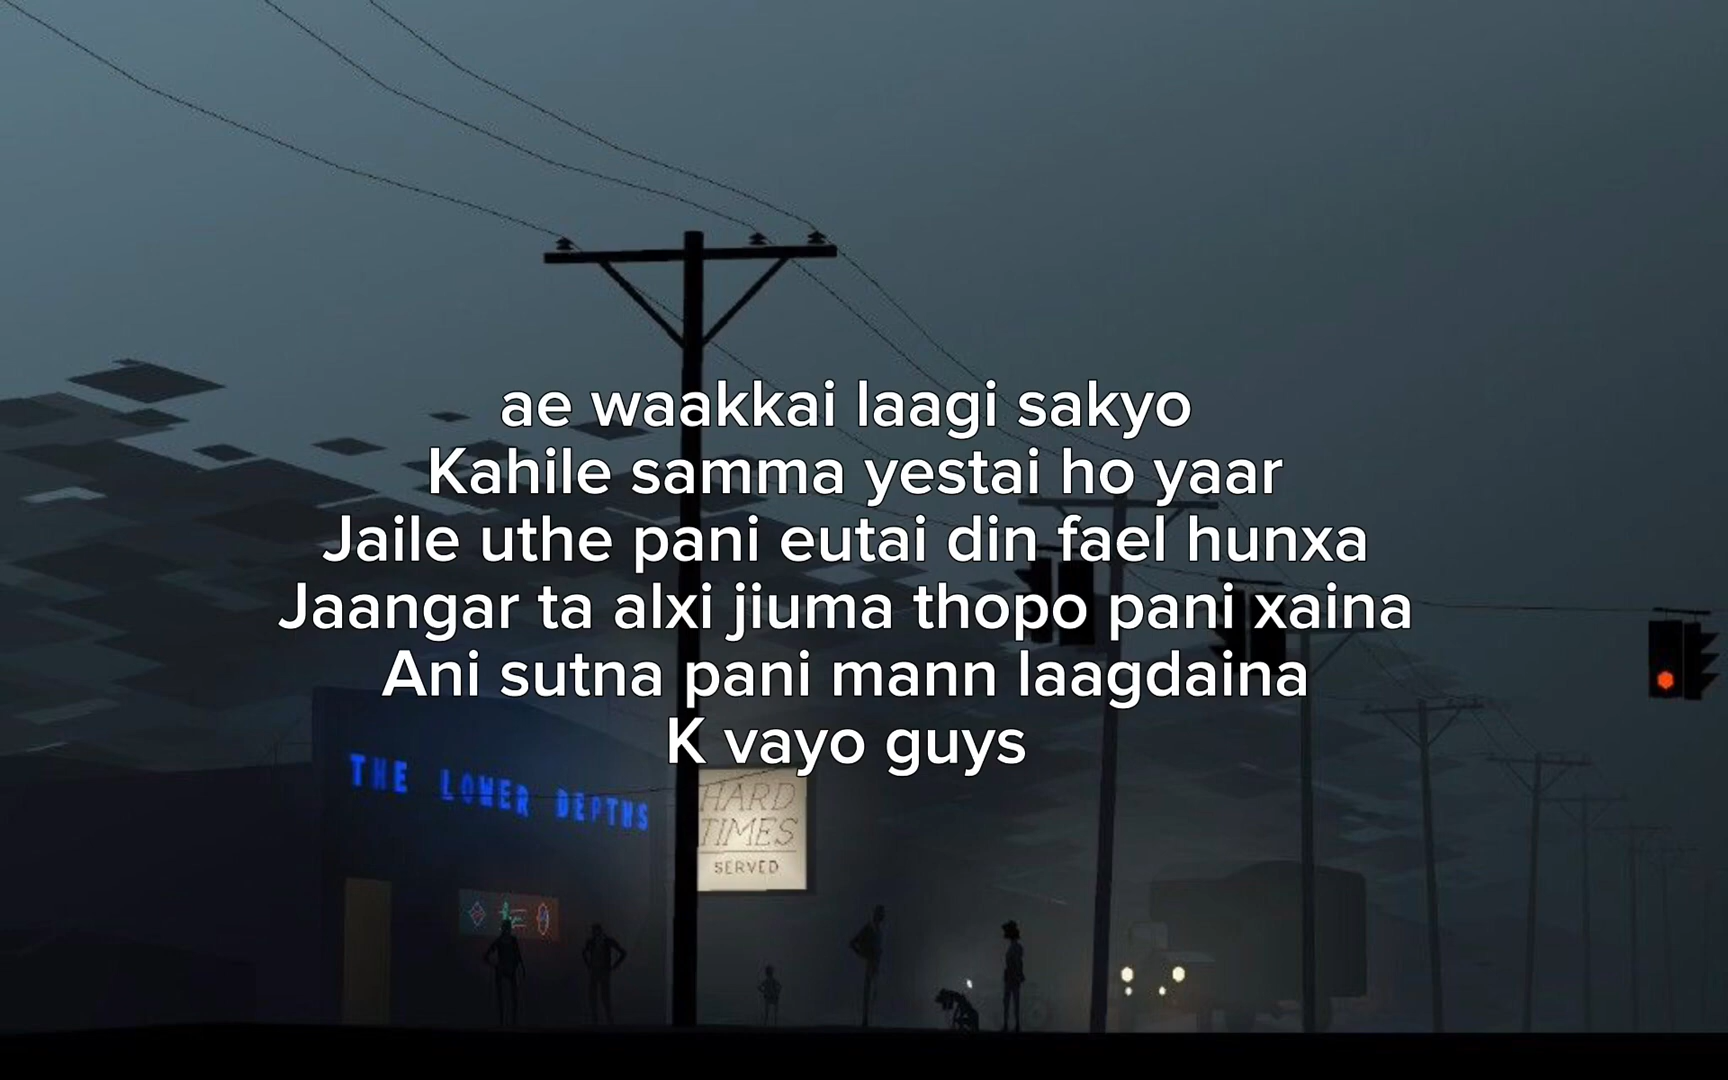 ae waakkai laagi sakyo
Kahile samma yestai ho yaar
Jaile uthe pani eutai din fael hunxa
Jaangar ta alxi jiuma thopo pani xaina
Ani sutna pani mann laagdaina
K vayo guys
THE LOWER DEPTHS
HARD
TIMES
SERVED